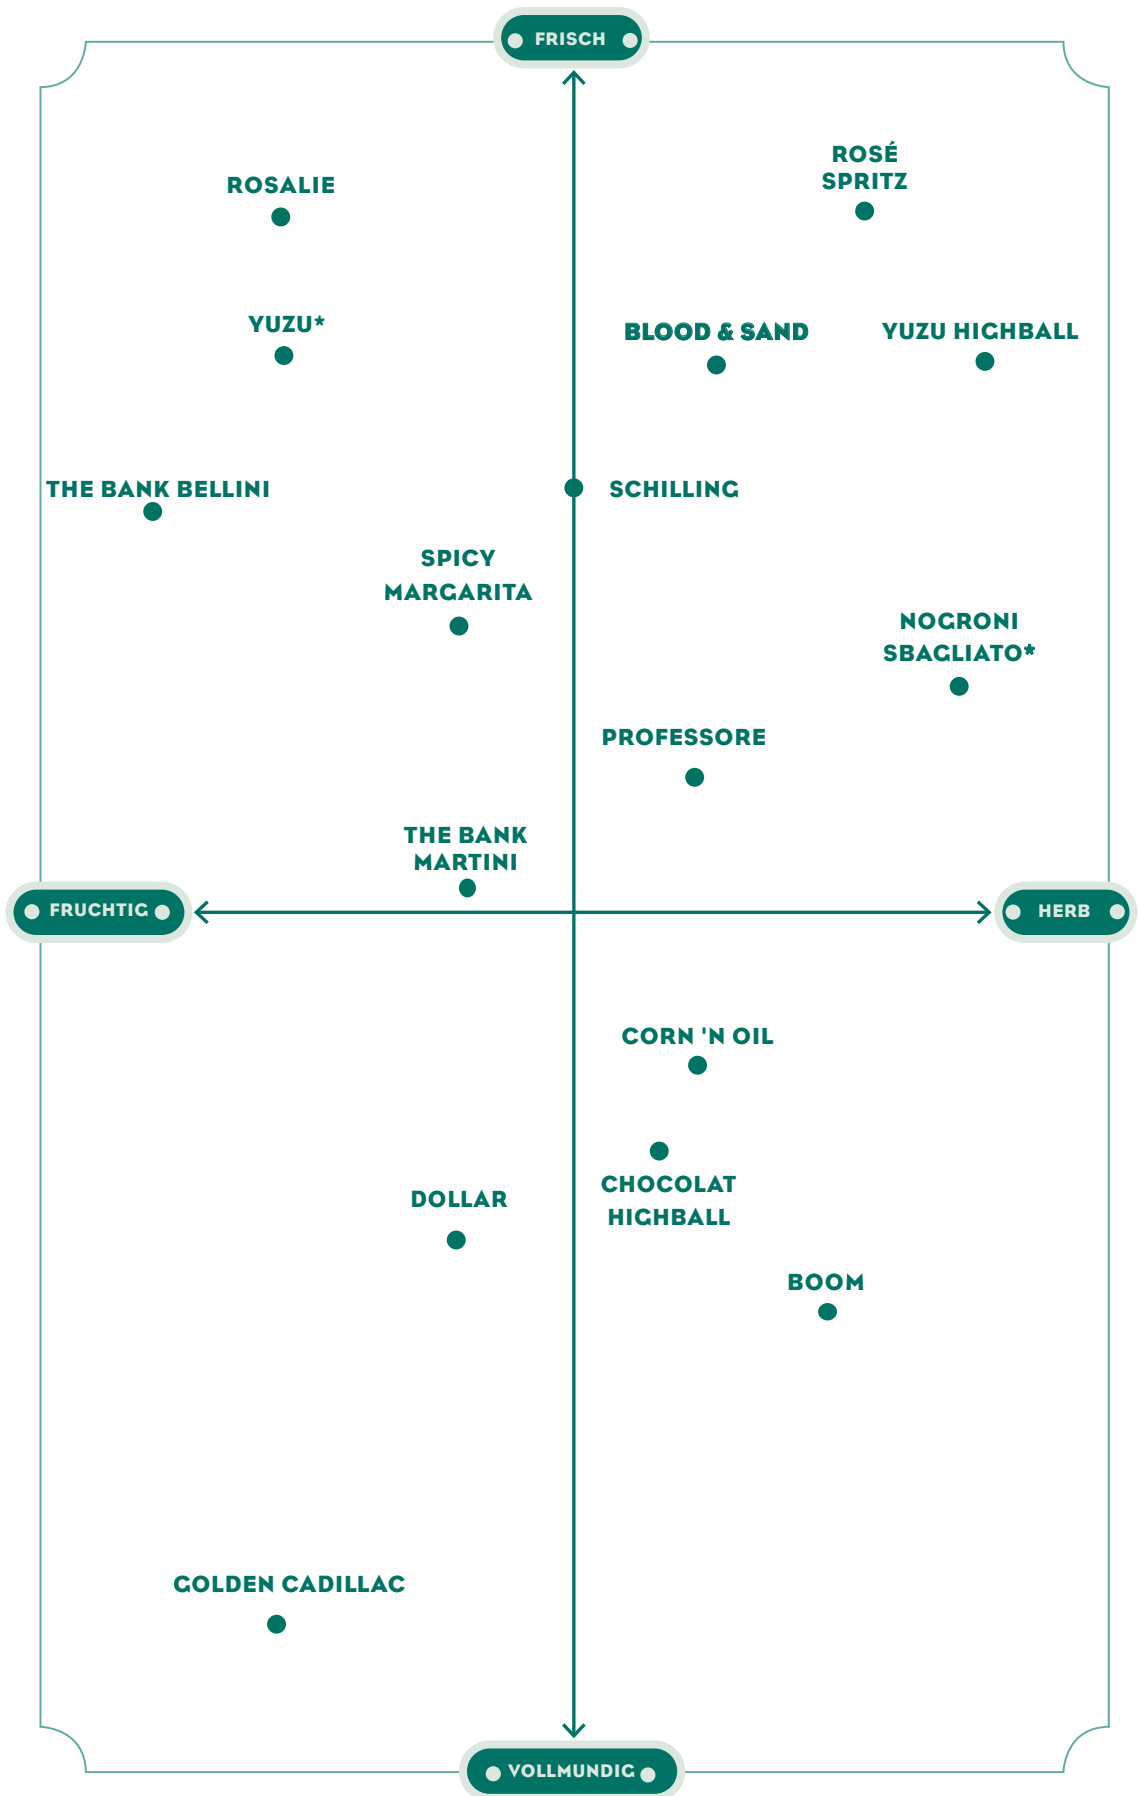 FRISCH
ROSÉ
SPRITZ
ROSALIE
YUZU*
BLOOD & SAND
YUZU HIGHBALL
THE BANK BELLINI
SCHILLING
SPICY
MARGARITA
NOGRONI
SBAGLIATO*
PROFESSORE
THE BANK
MARTINI
FRUCHTIG
HERB
CORN 'N OIL
CHOCOLAT
HIGHBALL
DOLLAR
BOOM
GOLDEN CADILLAC
VOLLMUNDIG